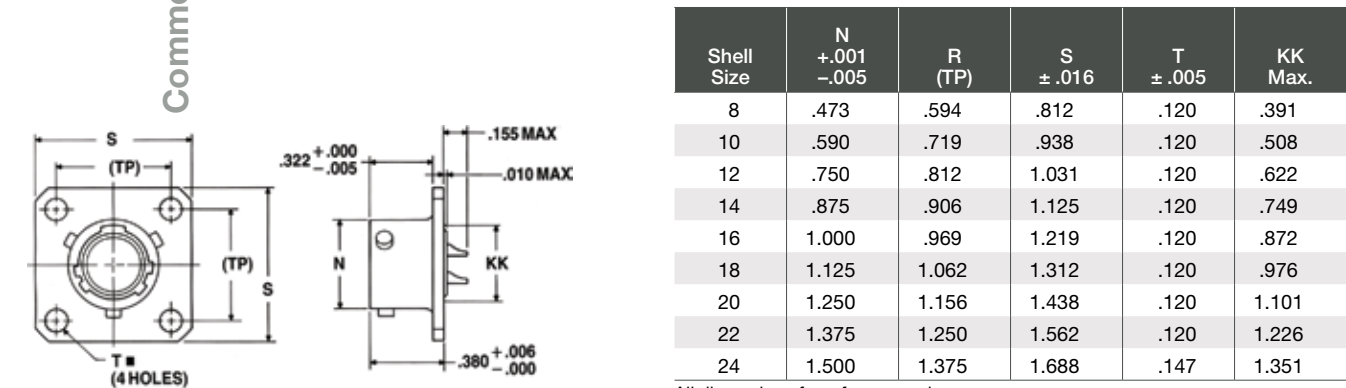 Comme
S
(TP)
(TP)
S
T ■
(4 HOLES)
.322 +.000 -.005
.155 MAX
.010 MAX
N
KK
.380 +.006 -.000
Shell Size N +.001 –.005 R (TP) S ± .016 T ± .005 KK Max.
8 .473 .594 .812 .120 .391
10 .590 .719 .938 .120 .508
12 .750 .812 1.031 .120 .622
14 .875 .906 1.125 .120 .749
16 1.000 .969 1.219 .120 .872
18 1.125 1.062 1.312 .120 .976
20 1.250 1.156 1.438 .120 1.101
22 1.375 1.250 1.562 .120 1.226
24 1.500 1.375 1.688 .147 1.351